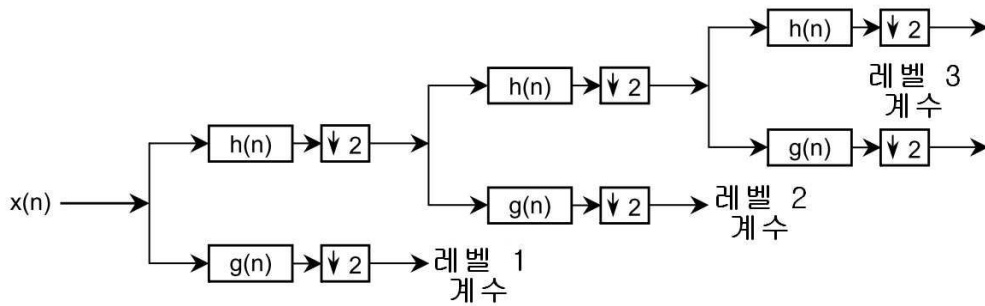 h(n) ↓ 2
레벨 3
계수
h(n) ↓ 2
g(n) ↓ 2
h(n) ↓ 2
x(n)
g(n) ↓ 2
레벨 2
계수
g(n) ↓ 2
레벨 1
계수